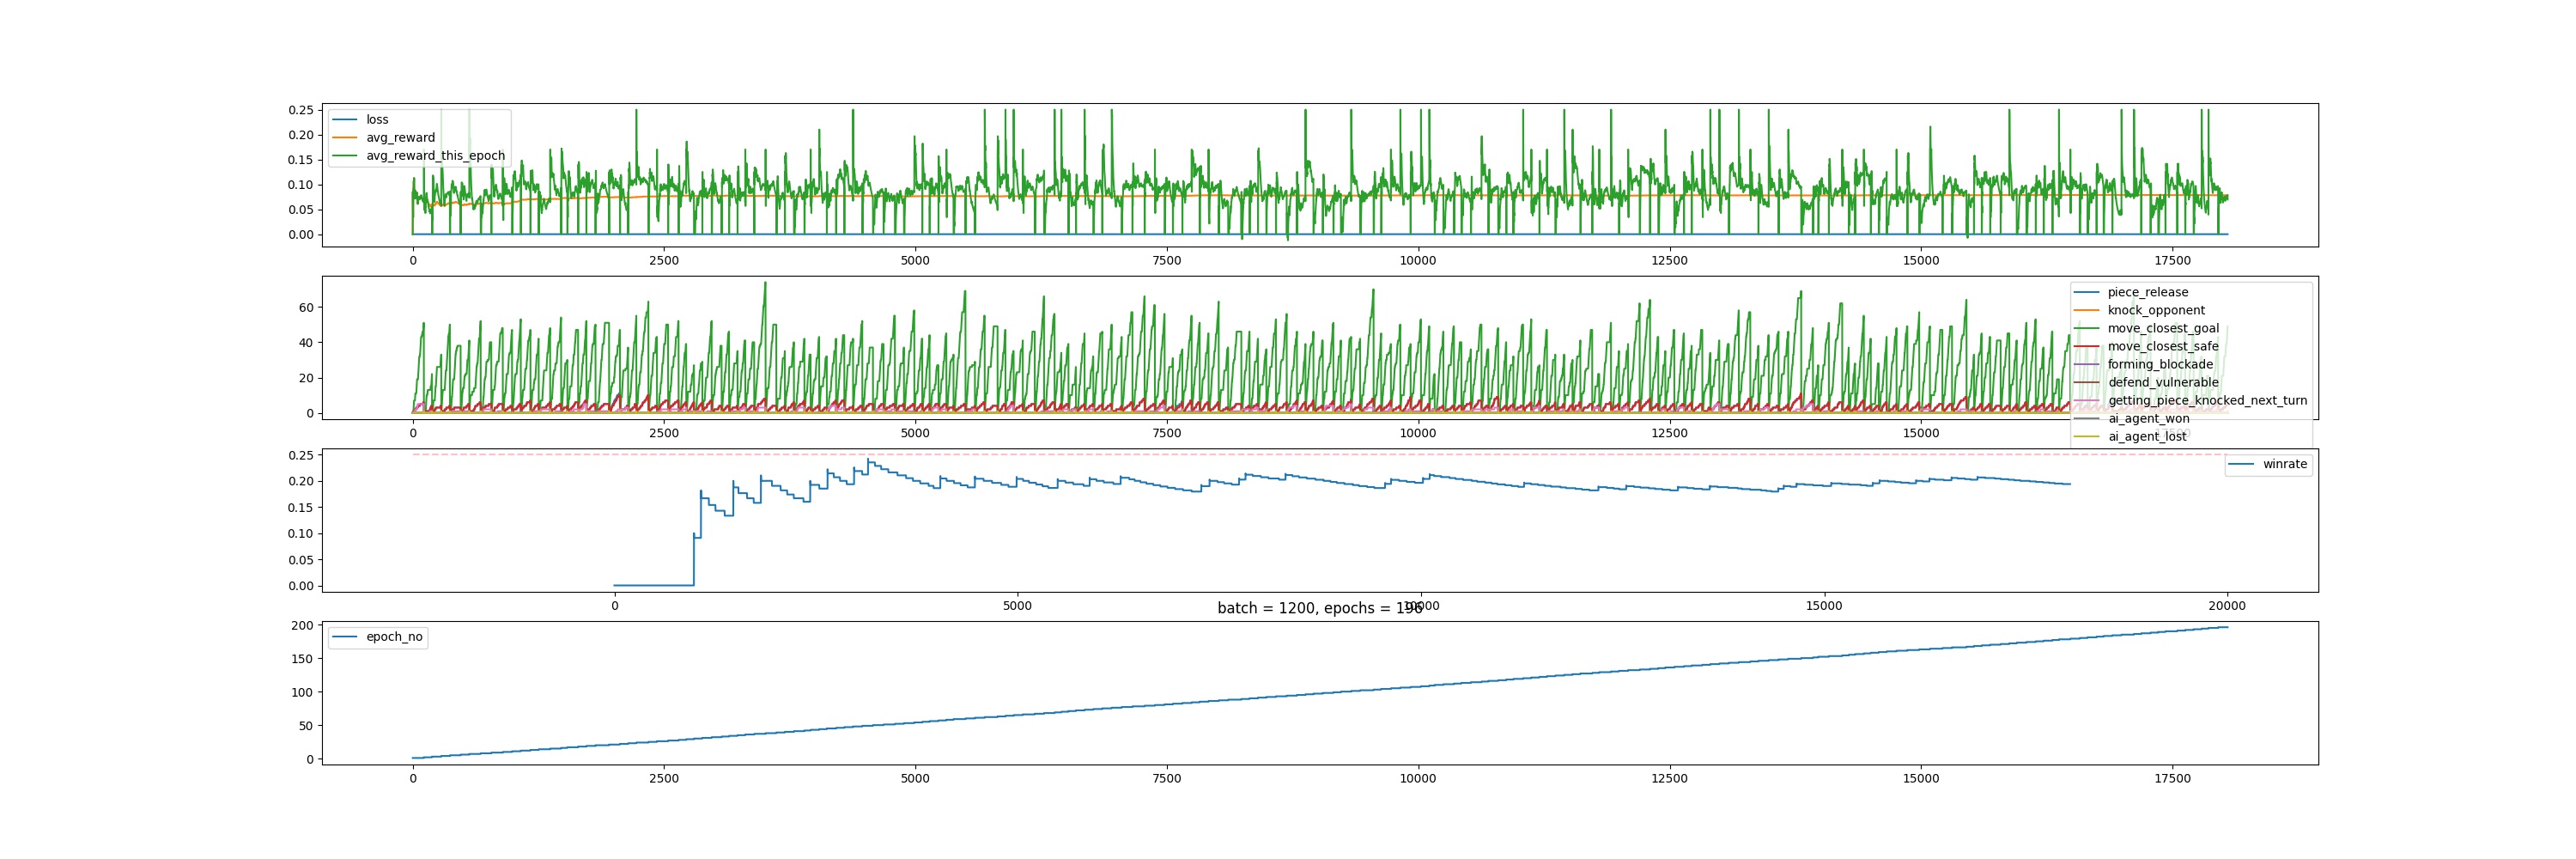 0.25
0.20
0.15
0.10
0.05
0.00
loss
avg_reward
avg_reward_this_epoch
0 2500 5000 7500 10000 12500 15000 17500
60
40
20
0
piece_release
knock_opponent
move_closest_goal
move_closest_safe
forming_blockade
defend_vulnerable
getting_piece_knocked_next_turn
ai_agent_won
ai_agent_lost
0 2500 5000 7500 10000 12500 15000 17500
0.25
0.20
0.15
0.10
0.05
0.00
winrate
0 5000 10000 15000 20000
batch = 1200, epochs = 196
200
150
100
50
0
epoch_no
0 2500 5000 7500 10000 12500 15000 17500